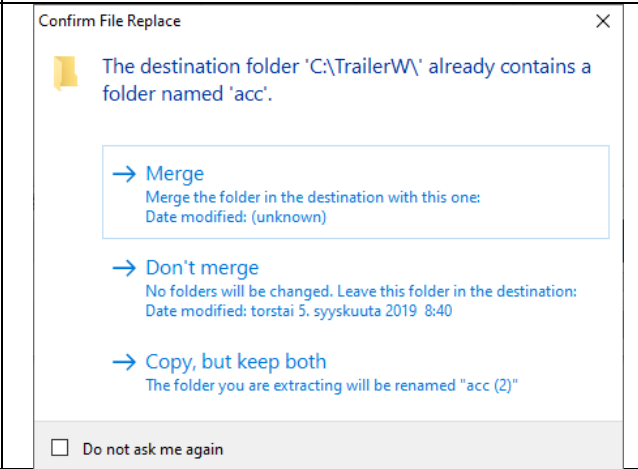 Confirm File Replace
The destination folder 'C:\TrailerW\' already contains a
folder named 'acc'.
Merge
Merge the folder in the destination with this one:
Date modified: (unknown)
Don't merge
No folders will be changed. Leave this folder in the destination:
Date modified: torstai 5. syyskuuta 2019 8:40
Copy, but keep both
The folder you are extracting will be renamed "acc (2)"
Do not ask me again